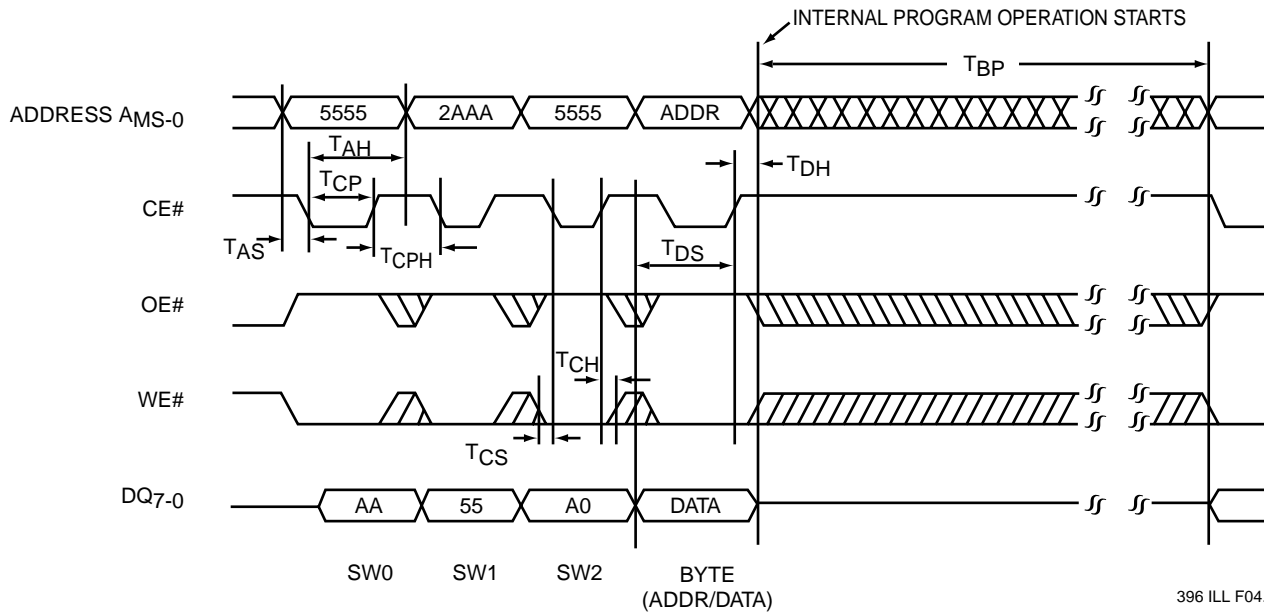 INTERNAL PROGRAM OPERATION STARTS
TBP
ADDRESS AMS-0
5555
2AAA
5555
ADDR
TAH
TDH
TCP
CE#
TAS
TCPH
TDS
OE#
TCH
WE#
TCS
DQ7-0
AA
55
A0
DATA
SW0
SW1
SW2
BYTE
(ADDR/DATA)
396 ILL F04.